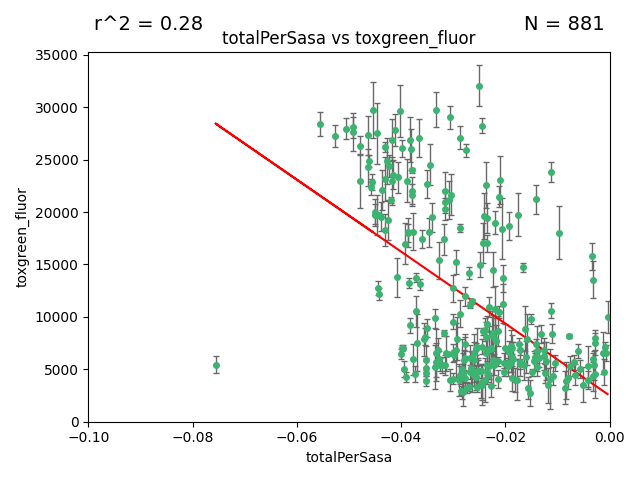 r^2 = 0.28
N = 881
totalPerSasa vs toxgreen_fluor
35000
30000
25000
20000
15000
10000
5000
0
toxgreen_fluor
−0.10
−0.08
−0.06
−0.04
−0.02
0.00
totalPerSasa